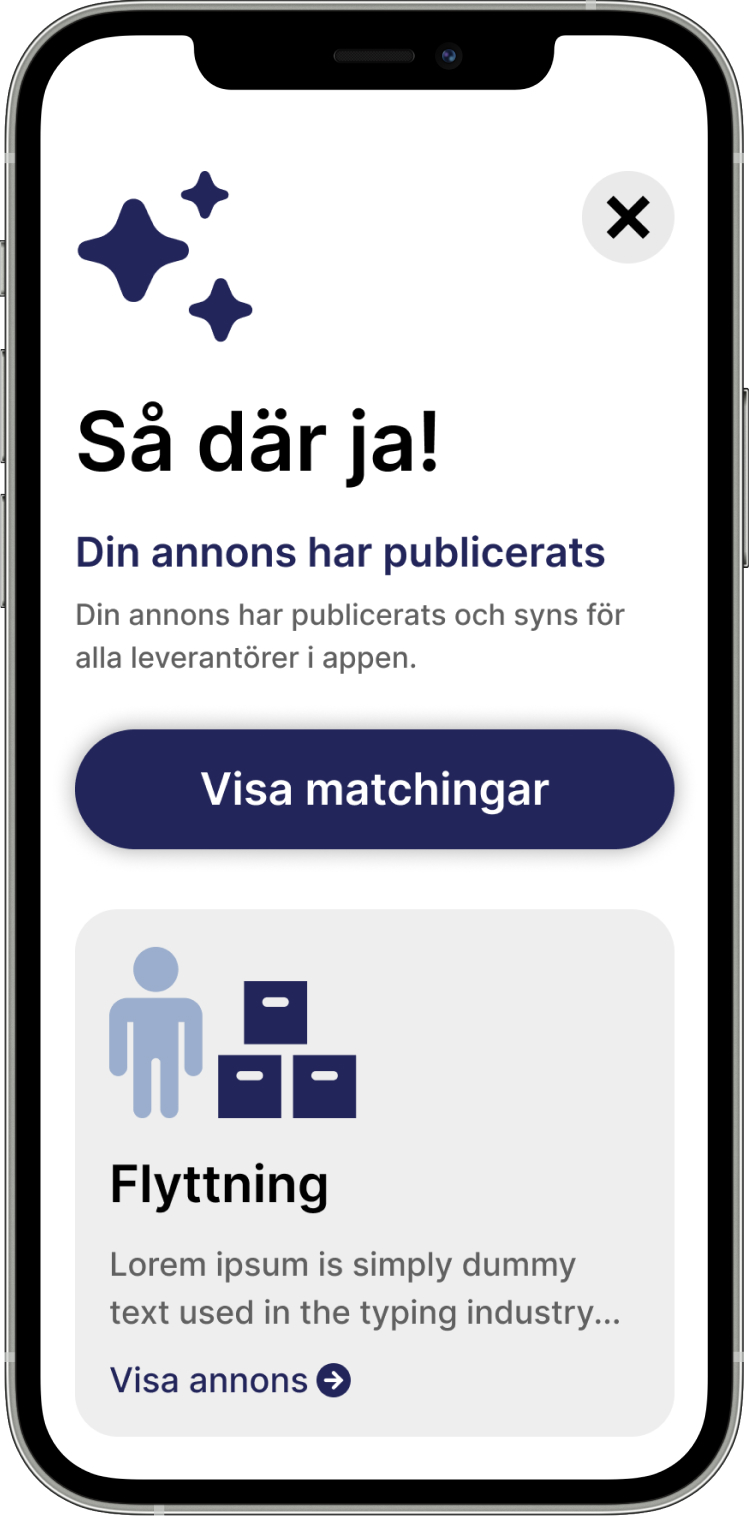 Så där ja!
Din annons har publicerats
Din annons har publicerats och syns för
alla leverantörer i appen.
Visa matchingar
Flyttning
Lorem ipsum is simply dummy
text used in the typing industry...
Visa annons